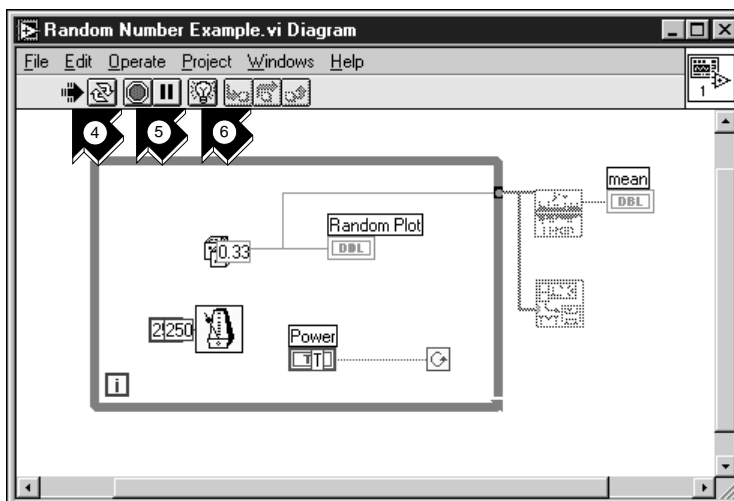 Random Number Example.vi Diagram
File Edit Operate Project Windows Help
1
4 5 6
mean
DBL
Random Plot
DBL
0.33
250
Power
T
i